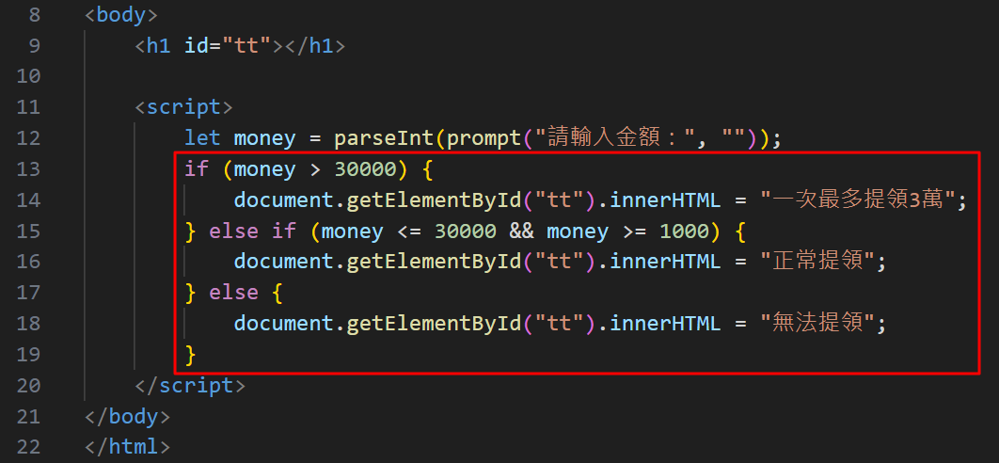 8 <body>
9 <h1 id="tt"></h1>
10
11 <script>
12 let money = parseInt(prompt("請輸入金額：", ""));
13 if (money > 30000) {
14 document.getElementById("tt").innerHTML = "一次最多提領3萬";
15 } else if (money <= 30000 && money >= 1000) {
16 document.getElementById("tt").innerHTML = "正常提領";
17 } else {
18 document.getElementById("tt").innerHTML = "無法提領";
19 }
20 </script>
21 </body>
22 </html>